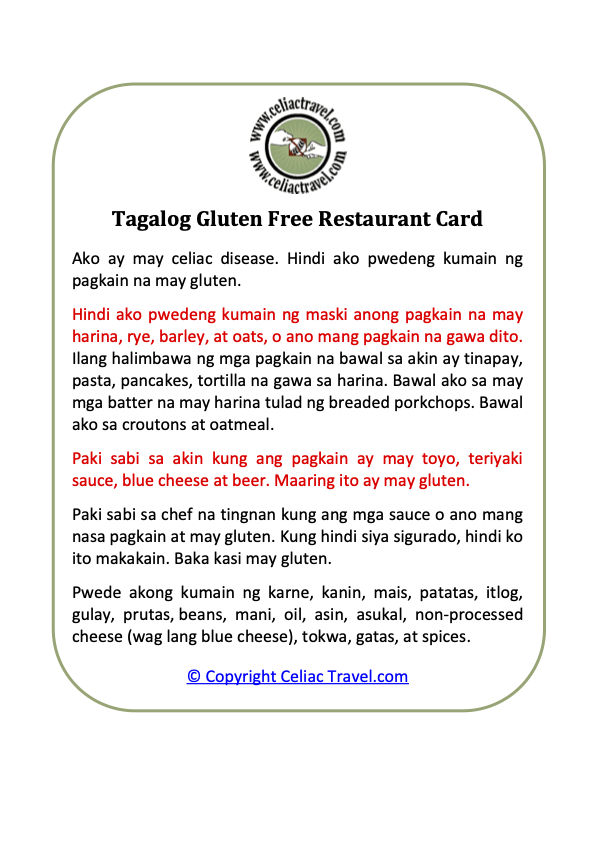 www.celiactravel.com
www.celiactravel.com
Tagalog Gluten Free Restaurant Card
Ako ay may celiac disease. Hindi ako pwedeng kumain ng
pagkain na may gluten.
Hindi ako pwedeng kumain ng maski anong pagkain na may
harina, rye, barley, at oats, o ano mang pagkain na gawa dito.
Ilang halimbawa ng mga pagkain na bawal sa akin ay tinapay,
pasta, pancakes, tortilla na gawa sa harina. Bawal ako sa may
mga batter na may harina tulad ng breaded porkchops. Bawal
ako sa croutons at oatmeal.
Paki sabi sa akin kung ang pagkain ay may toyo, teriyaki
sauce, blue cheese at beer. Maaring ito ay may gluten.
Paki sabi sa chef na tingnan kung ang mga sauce o ano mang
nasa pagkain at may gluten. Kung hindi siya sigurado, hindi ko
ito makakain. Baka kasi may gluten.
Pwede akong kumain ng karne, kanin, mais, patatas, itlog,
gulay, prutas, beans, mani, oil, asin, asukal, non-processed
cheese (wag lang blue cheese), tokwa, gatas, at spices.
© Copyright Celiac Travel.com